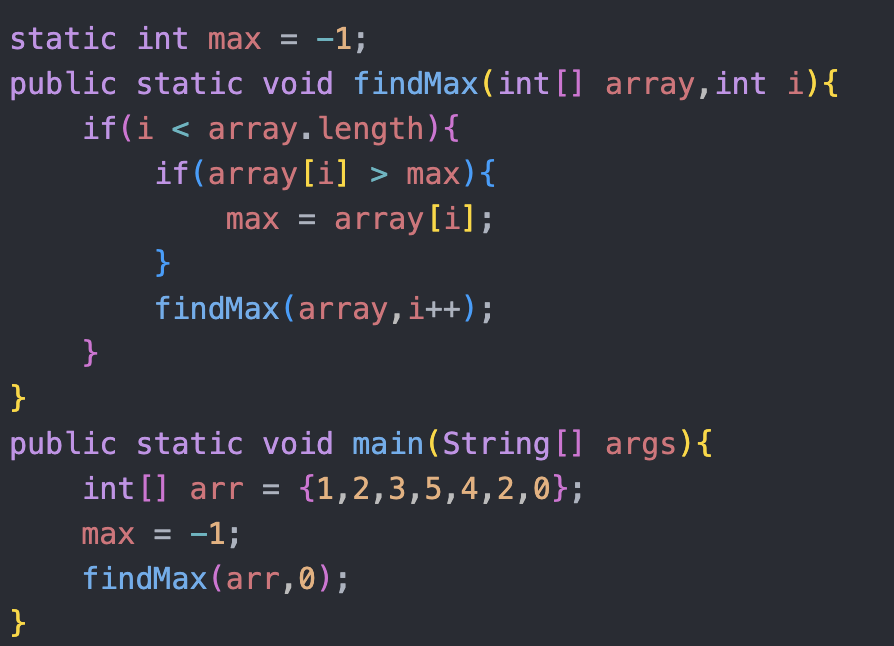 static int max = -1;
public static void findMax(int[] array,int i){
    if(i < array.length){
        if(array[i] > max){
            max = array[i];
        }
        findMax(array,i++);
    }
}
public static void main(String[] args){
    int[] arr = {1,2,3,5,4,2,0};
    max = -1;
    findMax(arr,0);
}